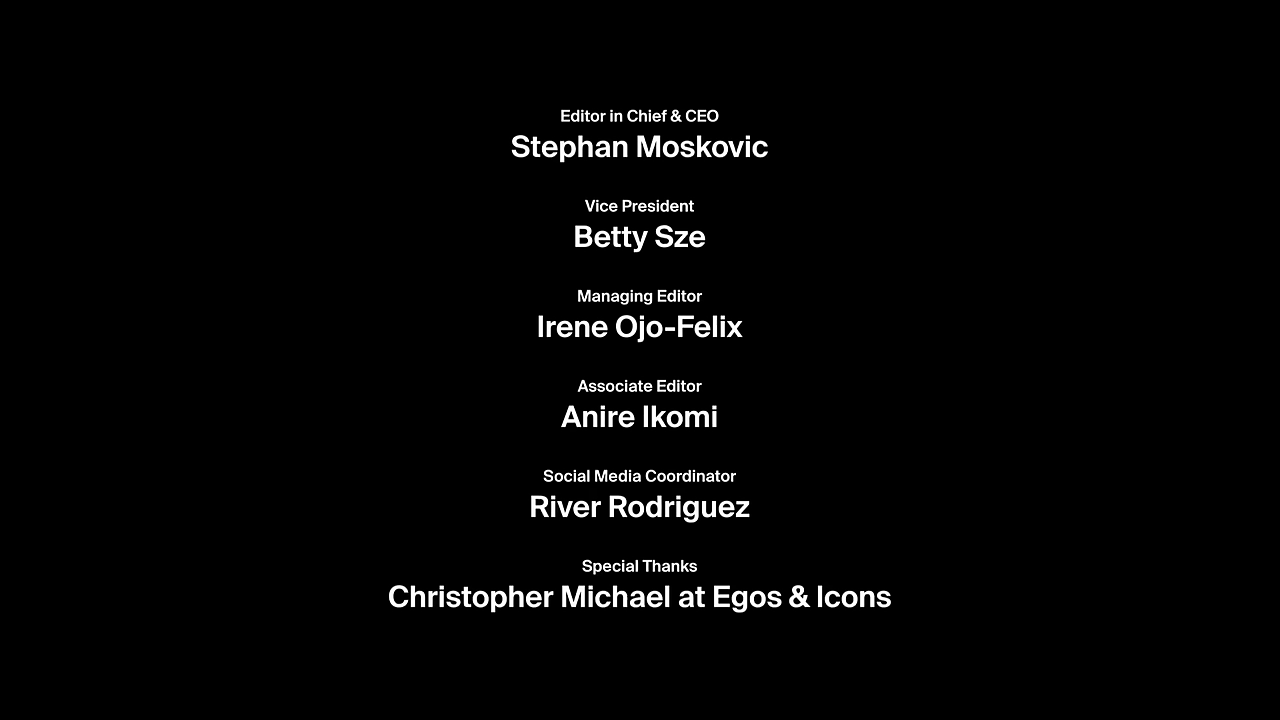 Editor in Chief & CEO
Stephan Moskovic
Vice President
Betty Sze
Managing Editor
Irene Ojo-Felix
Associate Editor
Anire Ikomi
Social Media Coordinator
River Rodriguez
Special Thanks
Christopher Michael at Egos & Icons